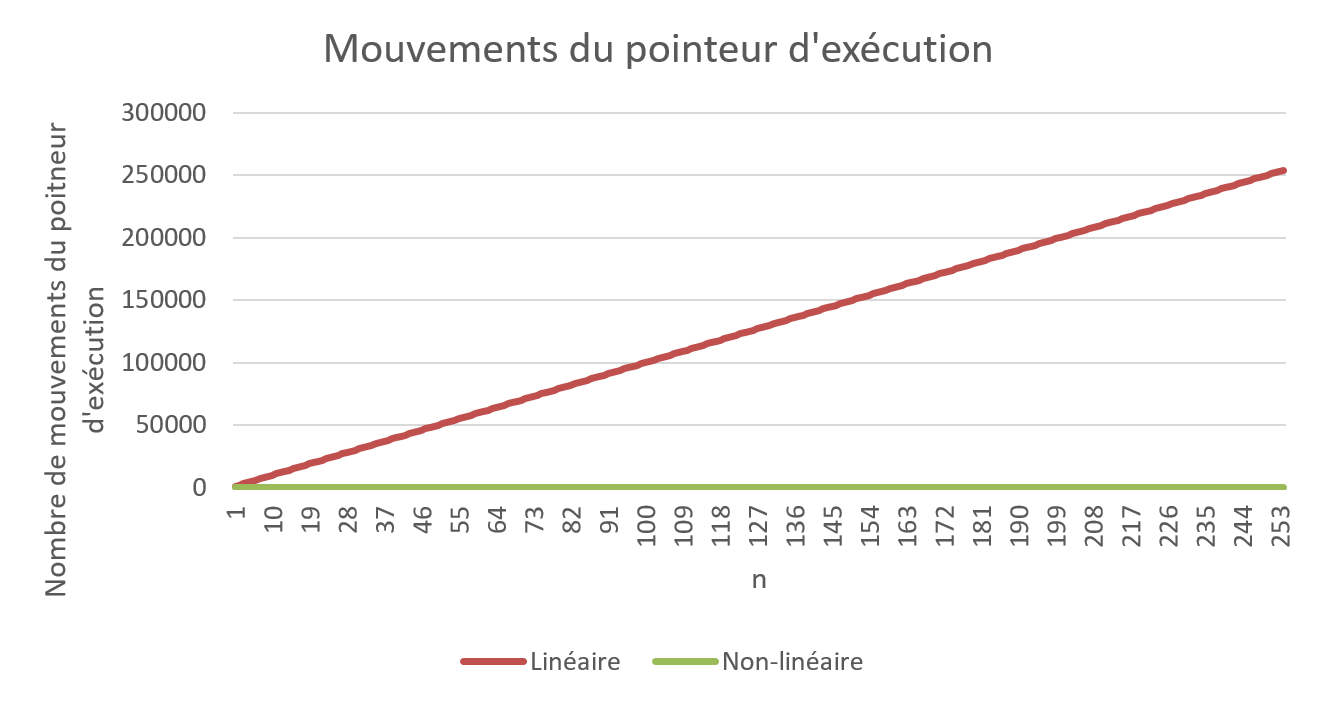 Mouvements du pointeur d'exécution
Nombre de mouvements du poitneur
d'exécution
300000
250000
200000
150000
100000
50000
0
1 10 19 28 37 46 55 64 73 82 91 100 109 118 127 136 145 154 163 172 181 190 199 208 217 226 235 244 253
n
Linéaire Non-linéaire